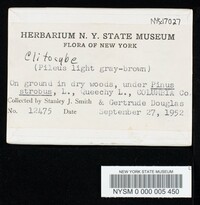 HERBARIUM N. Y. STATE MUSEUM
FLORA OF NEW YORK
Clitocybe
(Pileus light gray-brown)
On ground in dry woods, under Pinus
strobus, L., Queechy L., COLUMBIA Co.
Collected by Stanley J. Smith & Gertrude Douglas
No. 12475 Date September 27, 1952
NEW YORK STATE MUSEUM
NYSM 0 000 005 450